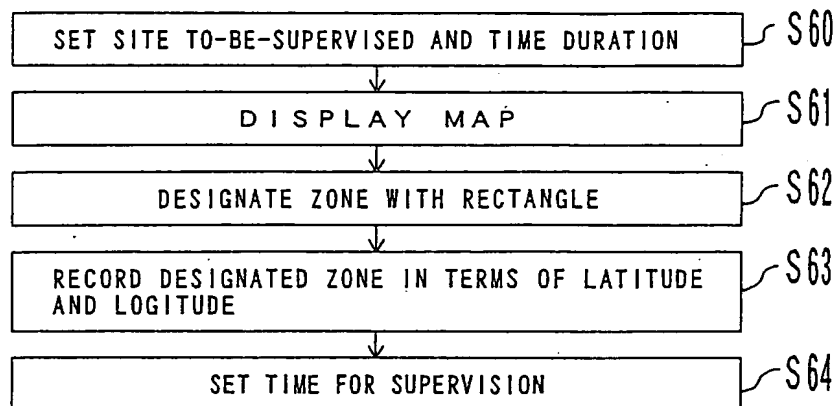 SET SITE TO-BE-SUPERVISED AND TIME DURATION S60
DISPLAY MAP S61
DESIGNATE ZONE WITH RECTANGLE S62
RECORD DESIGNATED ZONE IN TERMS OF LATITUDE S63
AND LOGITUDE
SET TIME FOR SUPERVISION S64